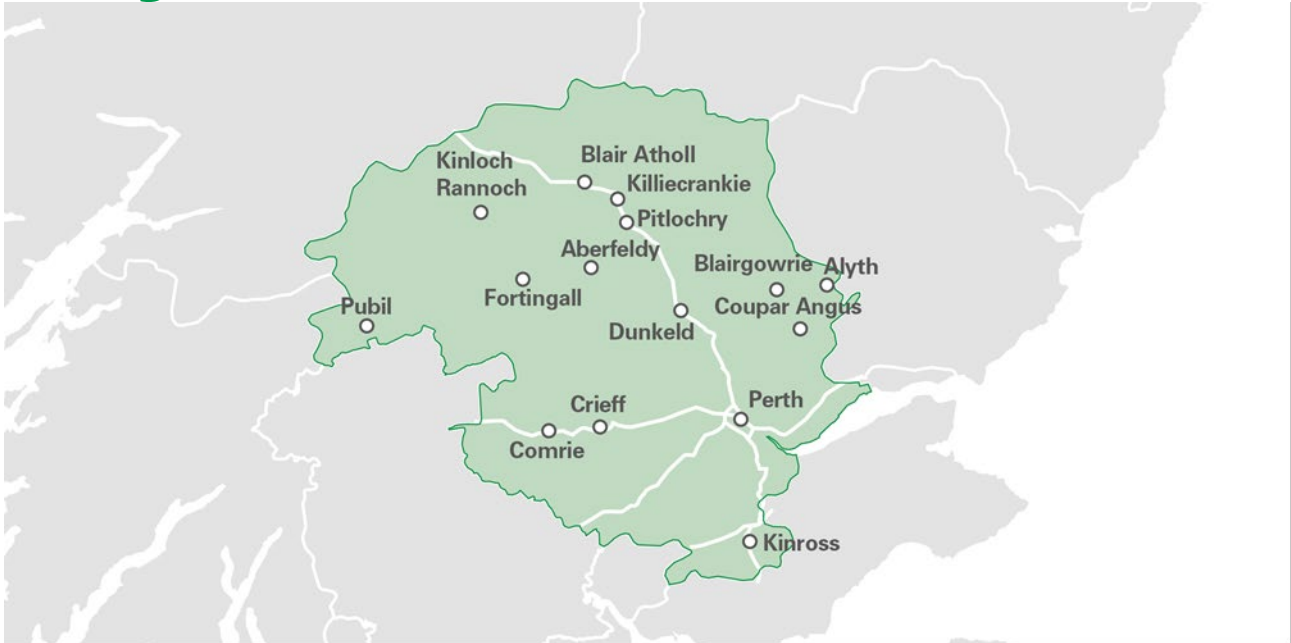 Kinloch
Rannoch
Blair Atholl
Killiecrankie
Pitlochry
Aberfeldy
Fortingall
Blairgowrie
Alyth
Pubil
Coupar Angus
Dunkeld
Crieff
Perth
Comrie
Kinross